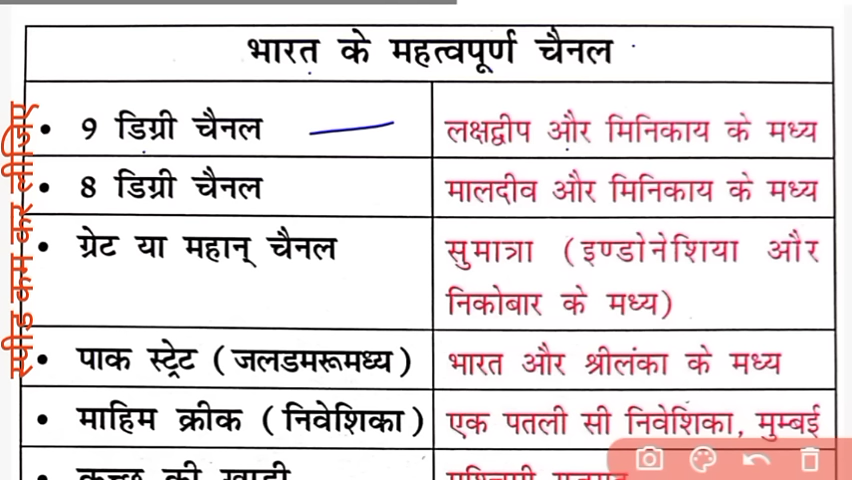 भारत के महत्वपूर्ण चैनल
• 9 डिग्री चैनल लक्षद्वीप और मिनिकाय के मध्य
• 8 डिग्री चैनल मालदीव और मिनिकाय के मध्य
• ग्रेट या महान् चैनल सुमात्रा (इण्डोनेशिया और
निकोबार के मध्य)
• पाक स्ट्रेट (जलडमरूमध्य) भारत और श्रीलंका के मध्य
• माहिम क्रीक (निवेशिका) एक पतली सी निवेशिका, मुम्बई
• कच्छ की खाड़ी
स्पीड कम कर लीजिए